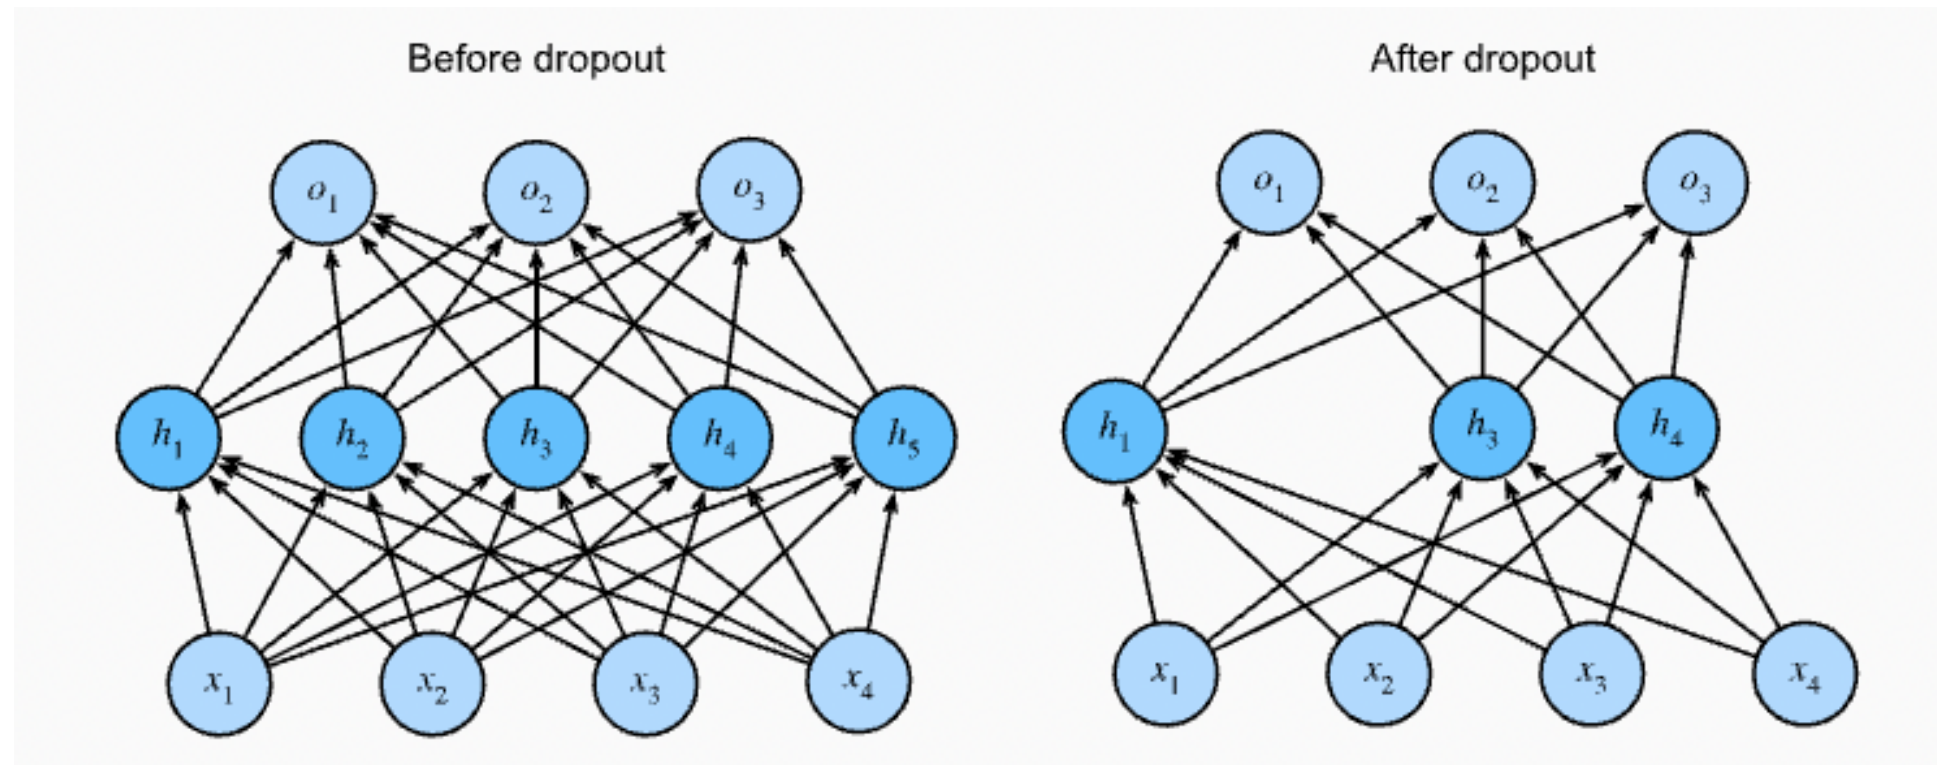 Before dropout
After dropout
o1 o2 o3
o1 o2 o3
h1 h2 h3 h4 h5
h1 h3 h4
x1 x2 x3 x4
x1 x2 x3 x4